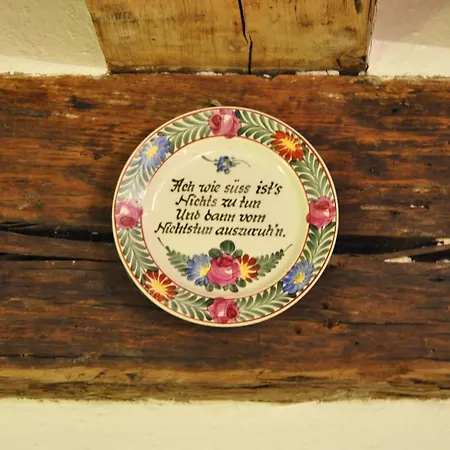 Ach wie süss ist's
Nichts zu tun
Und dann vom
Nichtstun auszuruh'n.